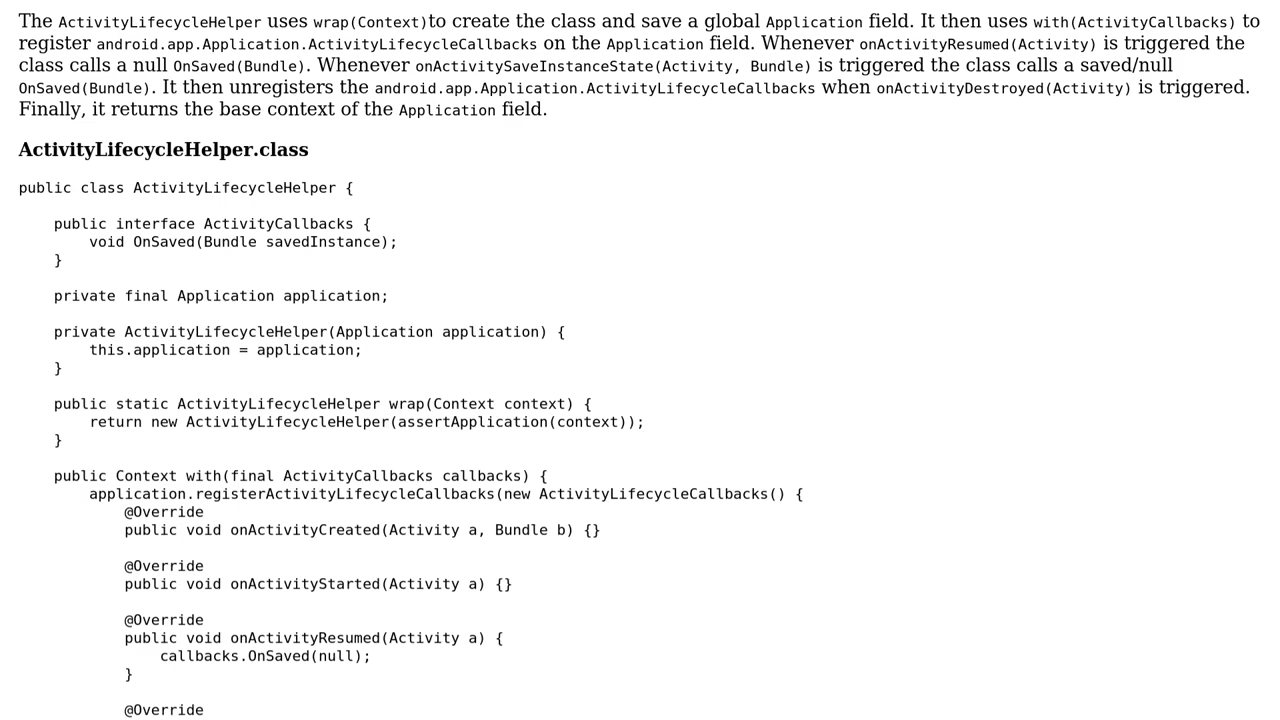 The ActivityLifecycleHelper uses wrap(Context)to create the class and save a global Application field. It then uses with(ActivityCallbacks) to
register android.app.Application.ActivityLifecycleCallbacks on the Application field. Whenever onActivityResumed(Activity) is triggered the
class calls a null OnSaved(Bundle). Whenever onActivitySaveInstanceState(Activity, Bundle) is triggered the class calls a saved/null
OnSaved(Bundle). It then unregisters the android.app.Application.ActivityLifecycleCallbacks when onActivityDestroyed(Activity) is triggered.
Finally, it returns the base context of the Application field.

ActivityLifecycleHelper.class

public class ActivityLifecycleHelper {

    public interface ActivityCallbacks {
        void OnSaved(Bundle savedInstance);
    }

    private final Application application;

    private ActivityLifecycleHelper(Application application) {
        this.application = application;
    }

    public static ActivityLifecycleHelper wrap(Context context) {
        return new ActivityLifecycleHelper(assertApplication(context));
    }

    public Context with(final ActivityCallbacks callbacks) {
        application.registerActivityLifecycleCallbacks(new ActivityLifecycleCallbacks() {
            @Override
            public void onActivityCreated(Activity a, Bundle b) {}

            @Override
            public void onActivityStarted(Activity a) {}

            @Override
            public void onActivityResumed(Activity a) {
                callbacks.OnSaved(null);
            }

            @Override